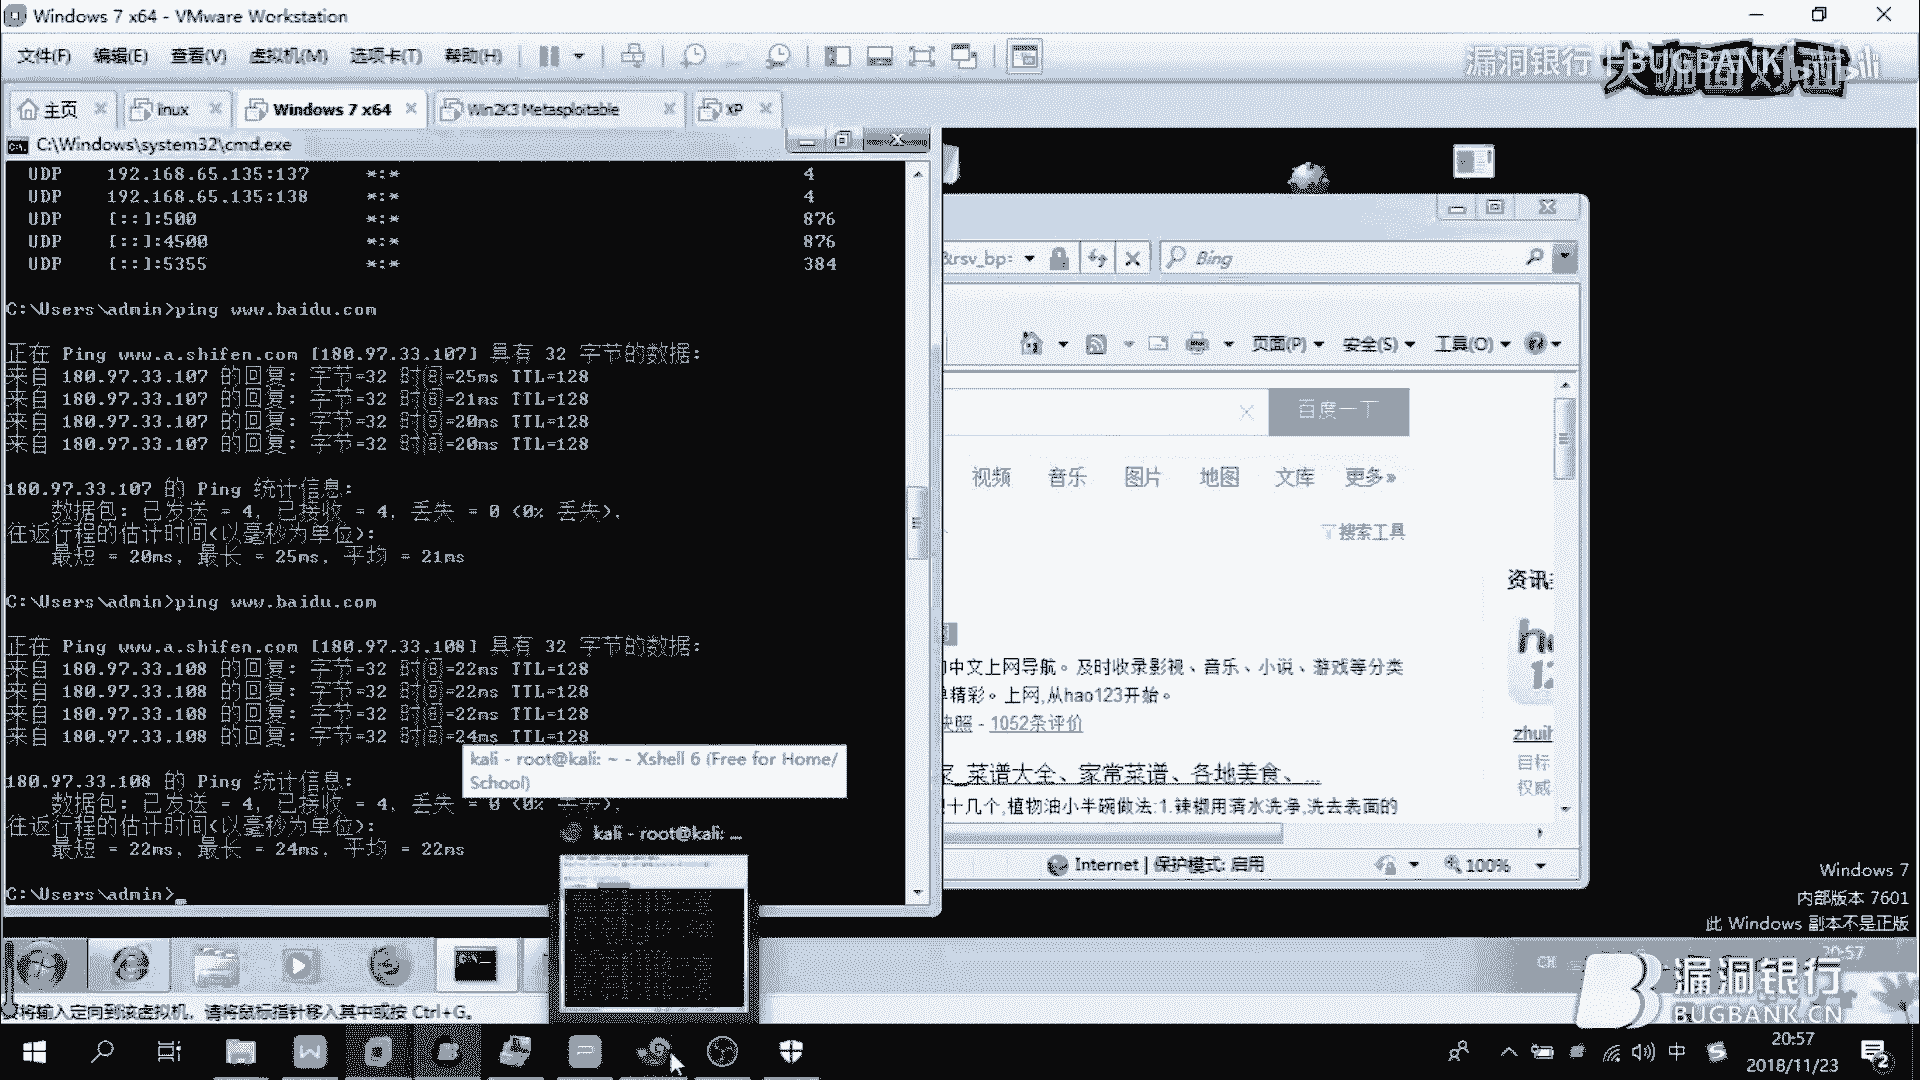 Windows 7 x64 - VMware Workstation
文件(F) 编辑(E) 查看(V) 虚拟机(M) 选项卡(T) 帮助(H)
漏洞银行 BUGBANK
主页 linux Windows 7 x64 Win2K3 Metasploitable XP
C:\Windows\system32\cmd.exe
UDP 192.168.65.135:137 *:* 4
UDP 192.168.65.135:138 *:* 4
UDP [::]:500 *:* 876
UDP [::]:4500 *:* 876
UDP [::]:5355 *:* 384
C:\Users\admin>ping www.baidu.com
正在 Ping www.a.shifen.com [180.97.33.107] 具有 32 字节的数据:
来自 180.97.33.107 的回复: 字节=32 时间=25ms TTL=128
来自 180.97.33.107 的回复: 字节=32 时间=21ms TTL=128
来自 180.97.33.107 的回复: 字节=32 时间=20ms TTL=128
来自 180.97.33.107 的回复: 字节=32 时间=20ms TTL=128
180.97.33.107 的 Ping 统计信息:
数据包: 已发送 = 4, 已接收 = 4, 丢失 = 0 (0% 丢失),
往返行程的估计时间(以毫秒为单位):
最短 = 20ms, 最长 = 25ms, 平均 = 21ms
C:\Users\admin>ping www.baidu.com
正在 Ping www.a.shifen.com [180.97.33.108] 具有 32 字节的数据:
来自 180.97.33.108 的回复: 字节=32 时间=22ms TTL=128
来自 180.97.33.108 的回复: 字节=32 时间=22ms TTL=128
来自 180.97.33.108 的回复: 字节=32 时间=22ms TTL=128
来自 180.97.33.108 的回复: 字节=32 时间=24ms TTL=128
180.97.33.108 的 Ping 统计信息:
数据包: 已发送 = 4, 已接收 = 4, 丢失 = 0 (0% 丢失),
往返行程的估计时间(以毫秒为单位):
最短 = 22ms, 最长 = 24ms, 平均 = 22ms
C:\Users\admin>
kali - root@kali: ~ - Xshell 6 (Free for Home/
School)
kali - root@kali: ...
&rsv_bp: Bing
页面(P) 安全(S) 工具(O)
百度一下
视频 音乐 图片 地图 文库 更多»
搜索工具
资讯
中文上网导航。及时收录影视、音乐、小说、游戏等分类
精彩。上网,从hao123开始。
快照 - 1052条评价
zhuih
家_菜谱大全、家常菜谱、各地美食、...
目标
权威
十几个,植物油小半碗做法:1.辣椒用清水洗净,洗去表面的
Internet | 保护模式: 启用 100%
Windows 7
内部版本 7601
此 Windows 副本不是正版
CH 20:57
将输入定向到该虚拟机，请将鼠标指针移入其中或按 Ctrl+G。
漏洞银行
BUGBANK.CN
中 20:57
2018/11/23
2